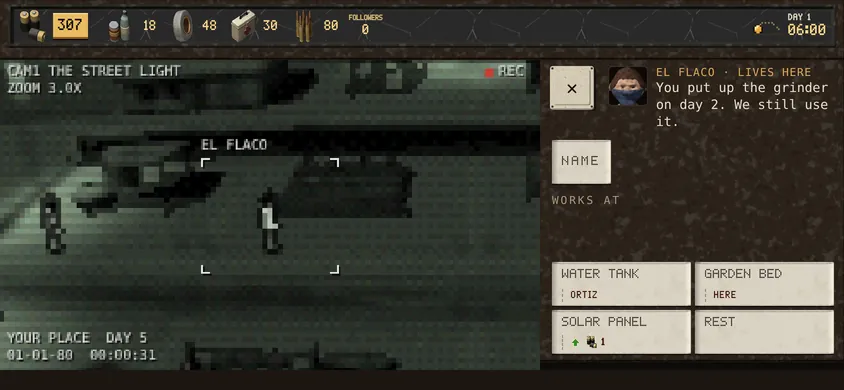 307
18
48
30
80
FOLLOWERS
0
DAY 1
06:00
CAM1 THE STREET LIGHT
ZOOM 3.0X
REC
EL FLACO
YOUR PLACE DAY 5
01-01-80 00:00:31
×
EL FLACO · LIVES HERE
You put up the grinder
on day 2. We still use
it.
NAME
WORKS AT
WATER TANK
ORTIZ
GARDEN BED
HERE
SOLAR PANEL
1
REST